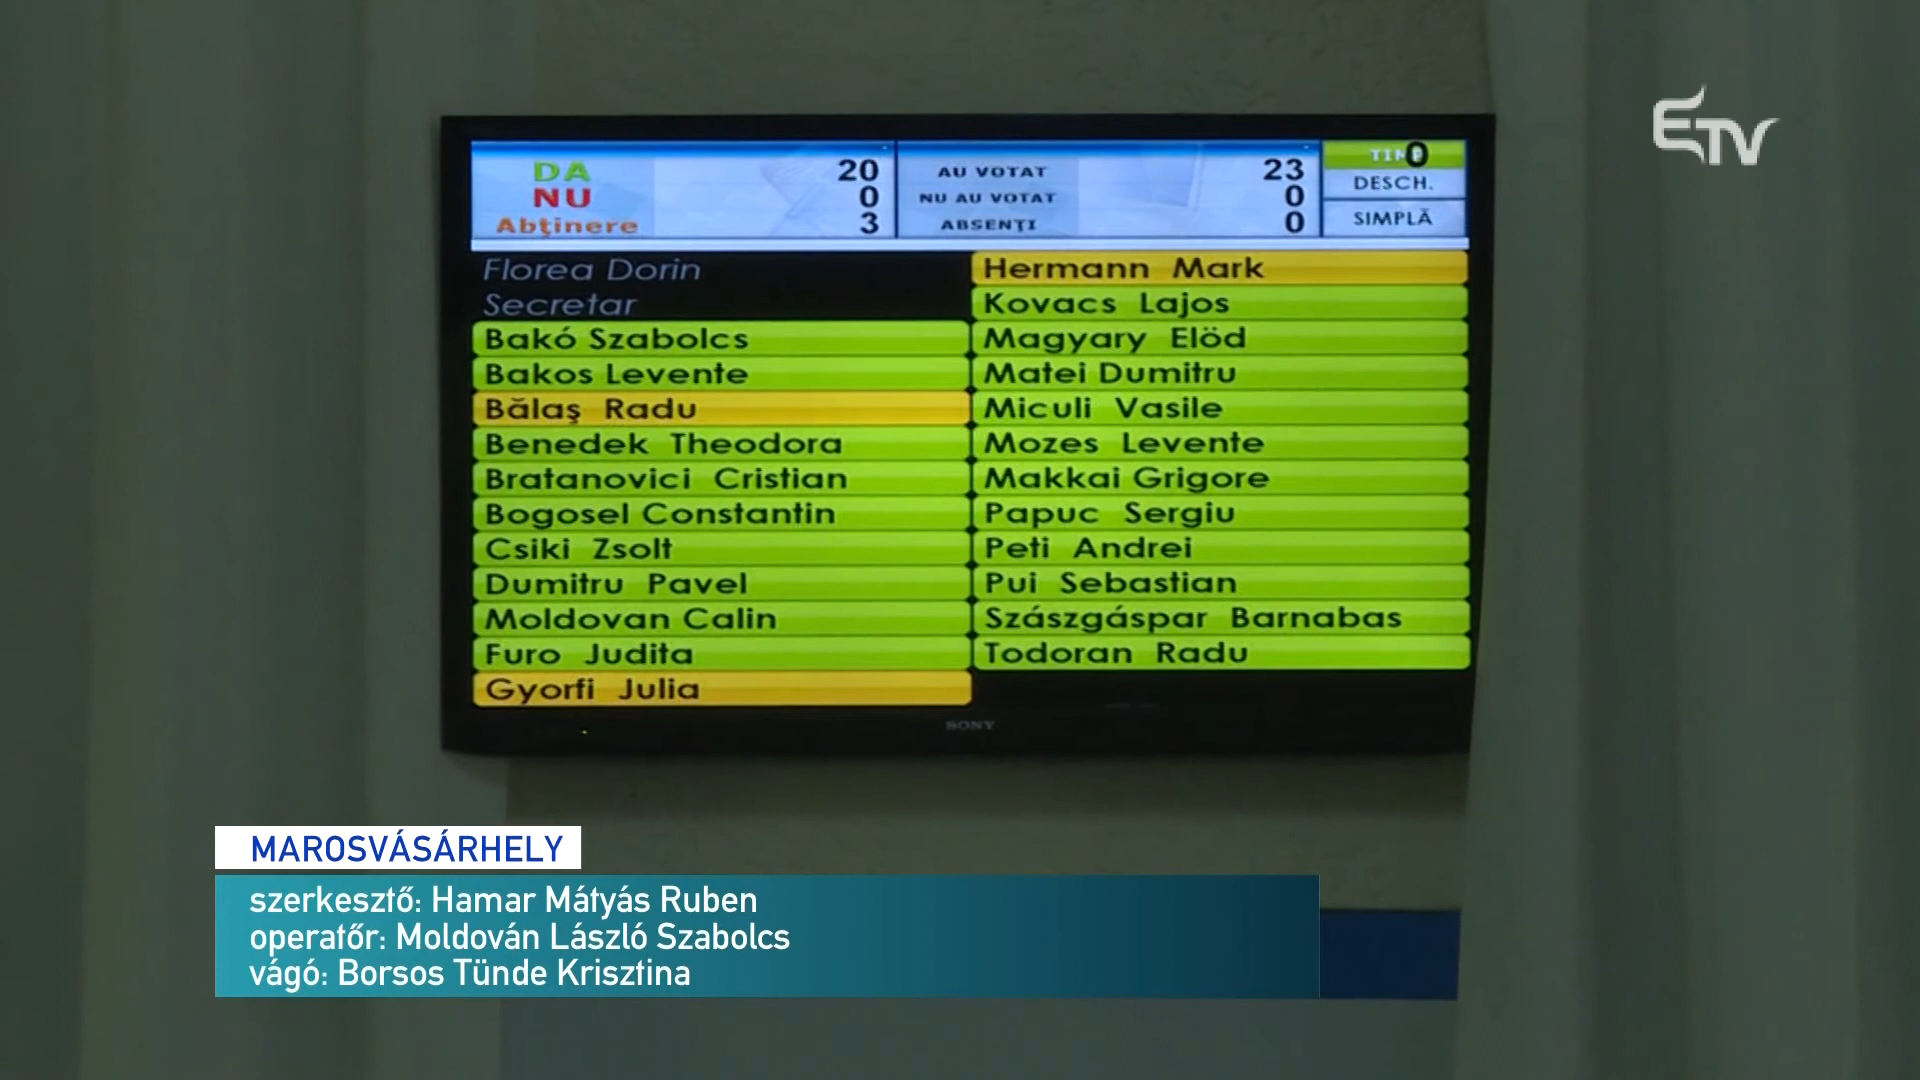 ETV
DA 20
NU 0
Abţinere 3
AU VOTAT 23
NU AU VOTAT 0
ABSENŢI 0
0
DESCH.
SIMPLĂ
Florea Dorin
Secretar
Bakó Szabolcs
Bakos Levente
Bălaş Radu
Benedek Theodora
Bratanovici Cristian
Bogosel Constantin
Csiki Zsolt
Dumitru Pavel
Moldovan Calin
Furo Judita
Gyorfi Julia
Hermann Mark
Kovacs Lajos
Magyary Elöd
Matei Dumitru
Miculi Vasile
Mozes Levente
Makkai Grigore
Papuc Sergiu
Peti Andrei
Pui Sebastian
Szászgáspar Barnabas
Todoran Radu
SONY
MAROSVÁSÁRHELY
szerkesztő: Hamar Mátyás Ruben
operatőr: Moldován László Szabolcs
vágó: Borsos Tünde Krisztina